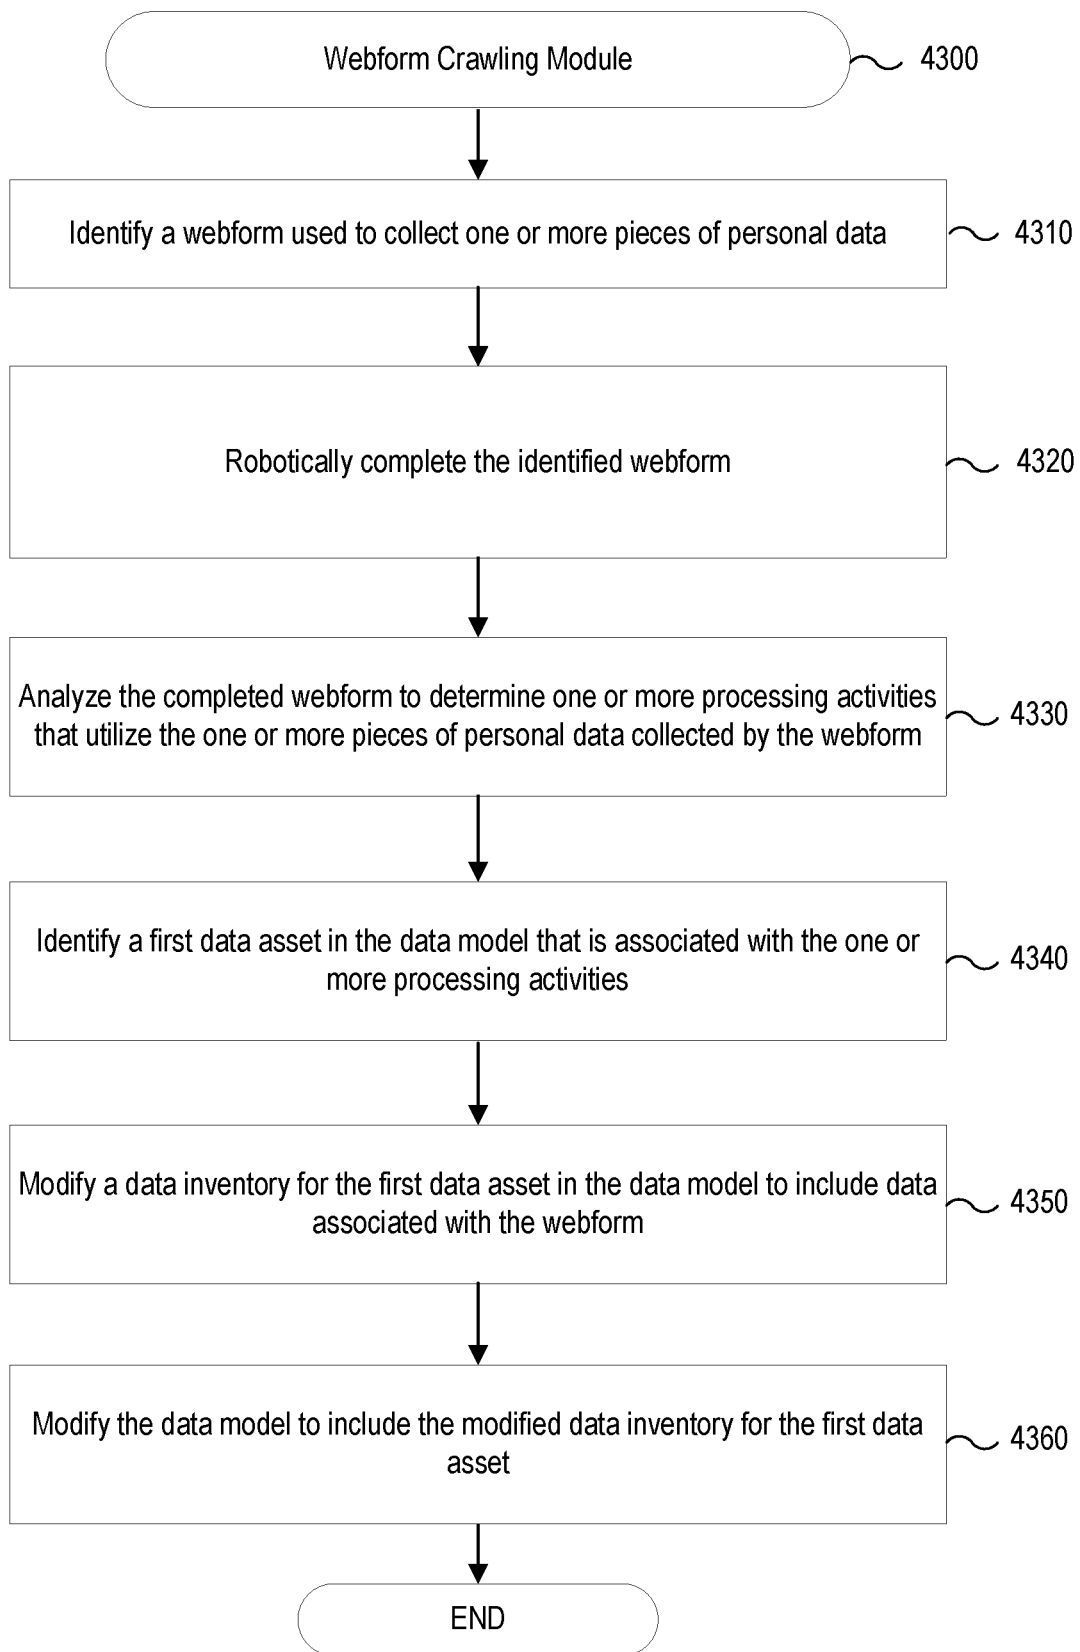 Webform Crawling Module
4300
Identify a webform used to collect one or more pieces of personal data
4310
Robotically complete the identified webform
4320
Analyze the completed webform to determine one or more processing activities
that utilize the one or more pieces of personal data collected by the webform
4330
Identify a first data asset in the data model that is associated with the one or
more processing activities
4340
Modify a data inventory for the first data asset in the data model to include data
associated with the webform
4350
Modify the data model to include the modified data inventory for the first data
asset
4360
END